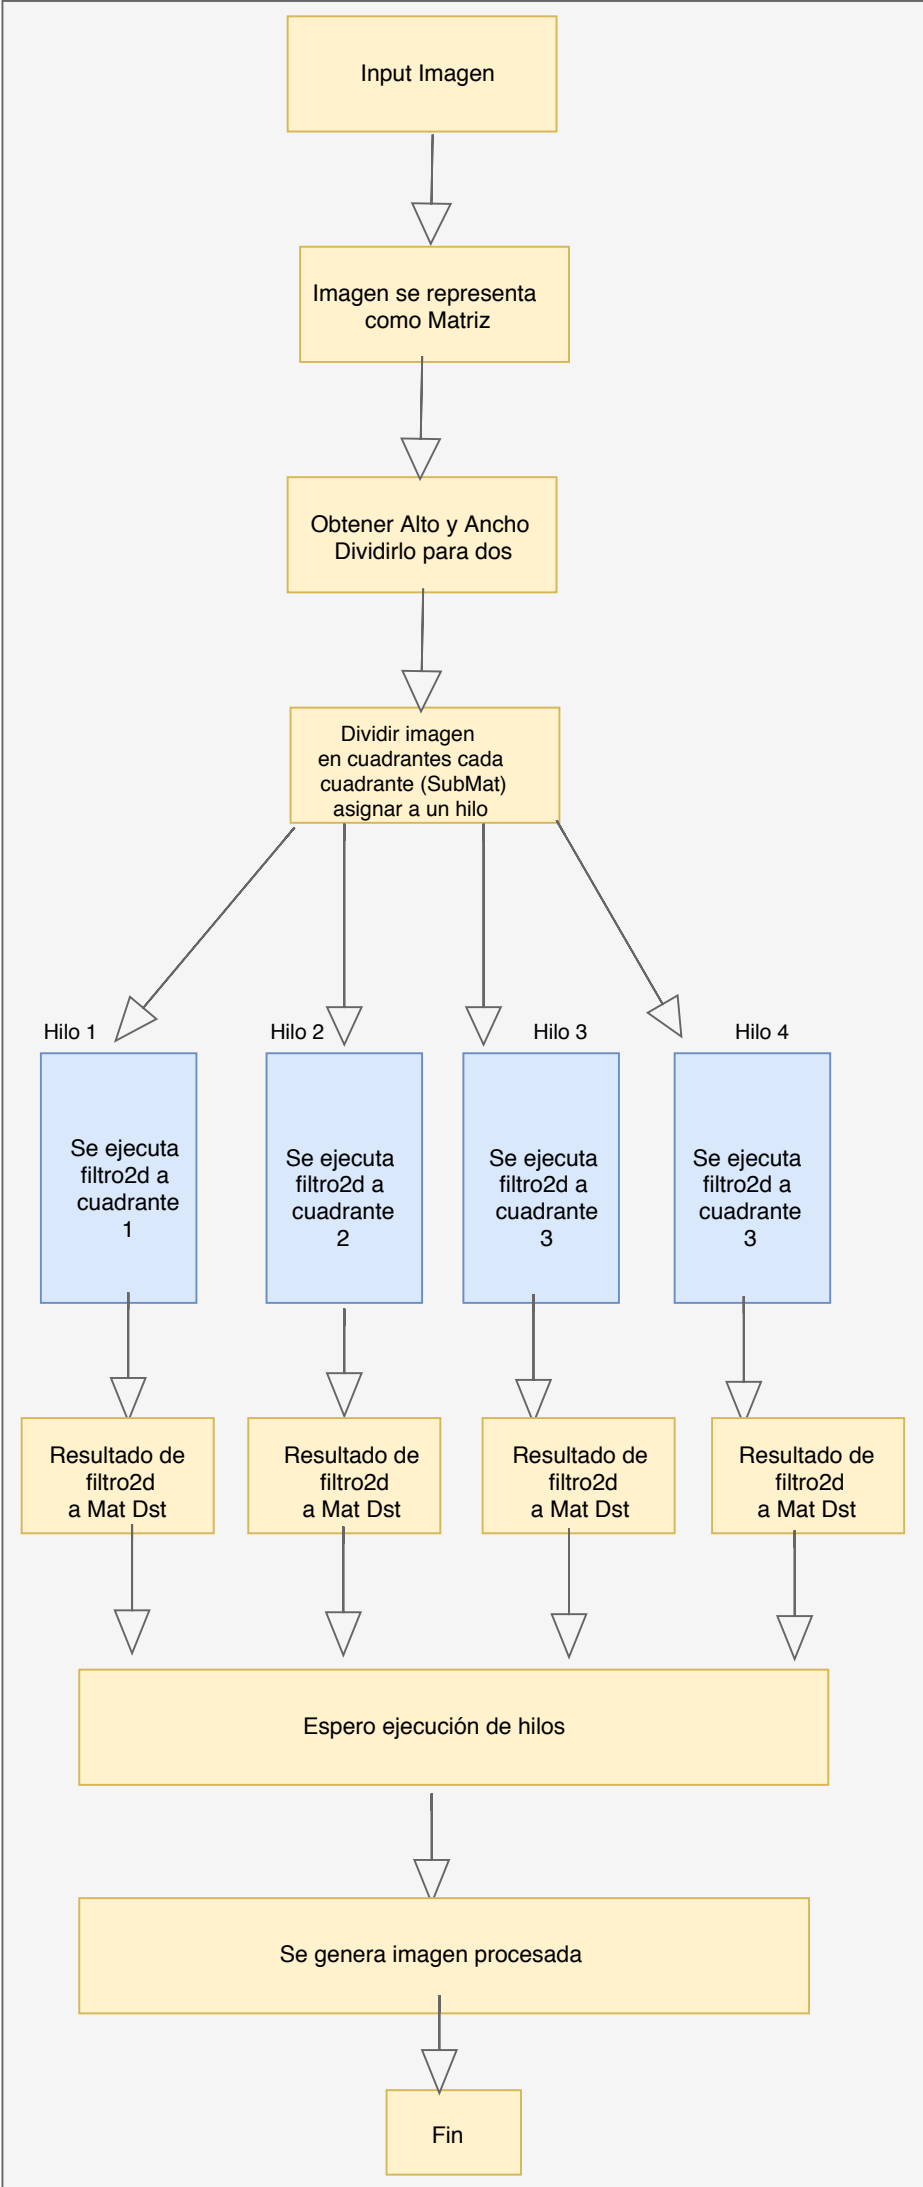 Input Imagen
Imagen se representa
como Matriz
Obtener Alto y Ancho
Dividirlo para dos
Dividir imagen
en cuadrantes cada
cuadrante (SubMat)
asignar a un hilo
Hilo 1
Hilo 2
Hilo 3
Hilo 4
Se ejecuta
filtro2d a
cuadrante
1
Se ejecuta
filtro2d a
cuadrante
2
Se ejecuta
filtro2d a
cuadrante
3
Se ejecuta
filtro2d a
cuadrante
3
Resultado de
filtro2d
a Mat Dst
Resultado de
filtro2d
a Mat Dst
Resultado de
filtro2d
a Mat Dst
Resultado de
filtro2d
a Mat Dst
Espero ejecución de hilos
Se genera imagen procesada
Fin